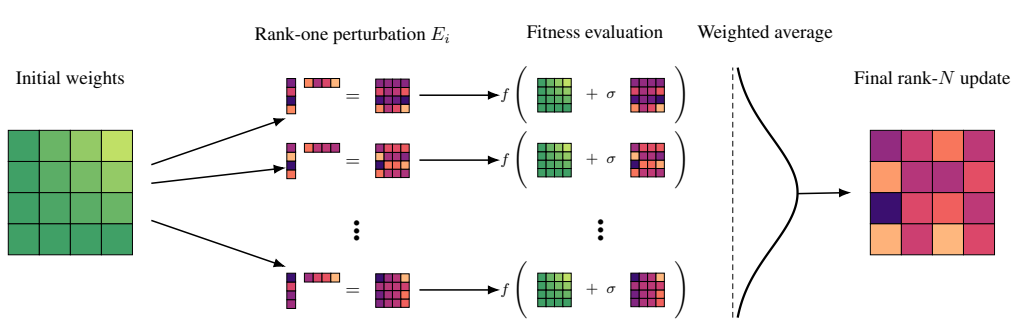 Rank-one perturbation E_i
Fitness evaluation
Weighted average
Initial weights
Final rank-N update
=
f ( + σ )
=
f ( + σ )
=
f ( + σ )